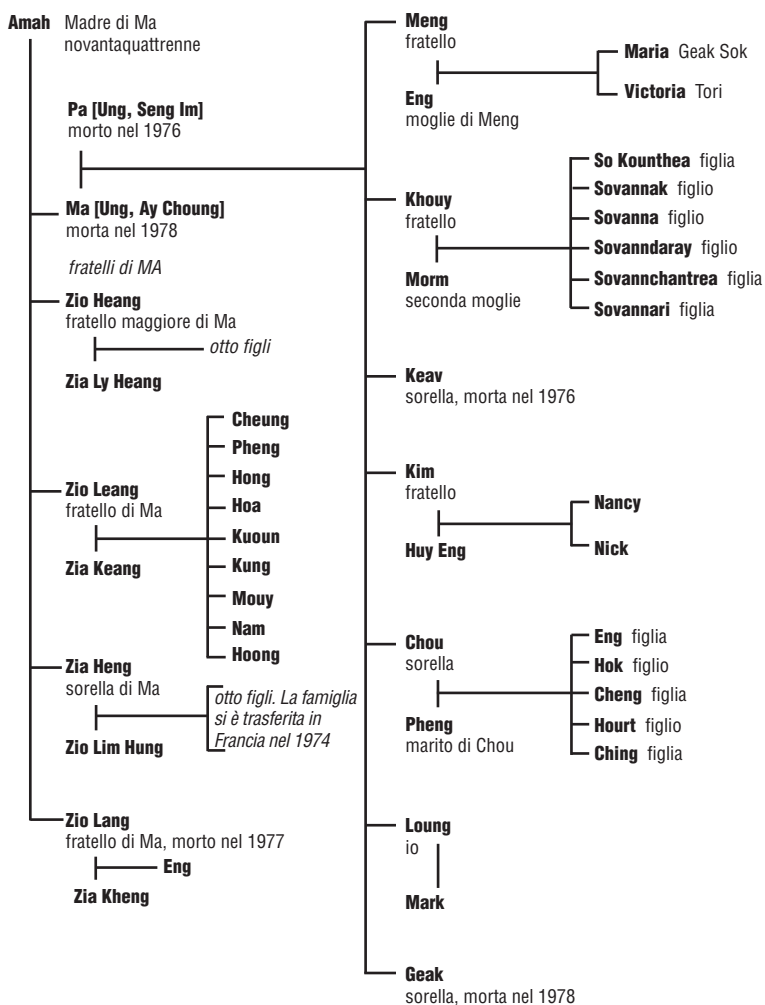 Amah Madre di Ma
novantaquattrenne
Pa [Ung, Seng Im]
morto nel 1976
Ma [Ung, Ay Choung]
morta nel 1978
fratelli di MA
Zio Heang
fratello maggiore di Ma
otto figli
Zia Ly Heang
Zio Leang
fratello di Ma
Zia Keang
Cheung
Pheng
Hong
Hoa
Kuoun
Kung
Mouy
Nam
Hoong
Zia Heng
sorella di Ma
Zio Lim Hung
otto figli. La famiglia
si è trasferita in
Francia nel 1974
Zio Lang
fratello di Ma, morto nel 1977
Eng
Zia Kheng
Meng
fratello
Eng
moglie di Meng
Maria Geak Sok
Victoria Tori
Khouy
fratello
Morm
seconda moglie
So Kounthea figlia
Sovannak figlio
Sovanna figlio
Sovanndaray figlio
Sovannchantrea figlia
Sovannari figlia
Keav
sorella, morta nel 1976
Kim
fratello
Huy Eng
Nancy
Nick
Chou
sorella
Pheng
marito di Chou
Eng figlia
Hok figlio
Cheng figlia
Hourt figlio
Ching figlia
Loung
io
Mark
Geak
sorella, morta nel 1978